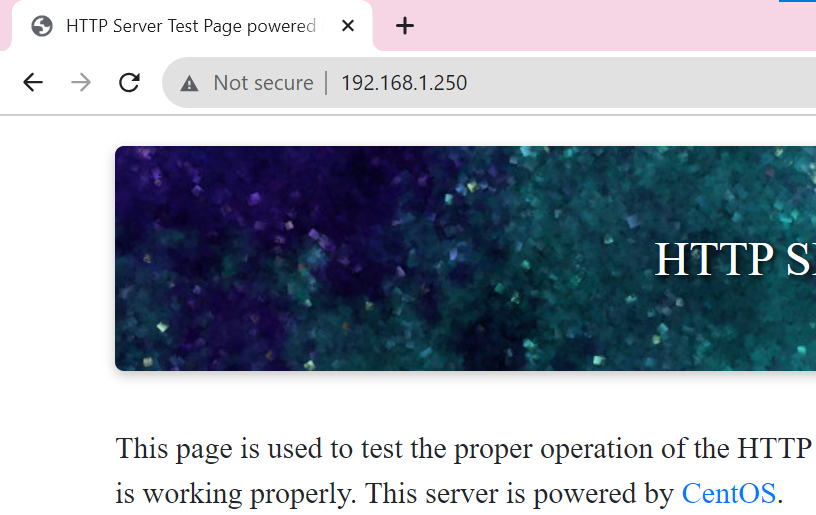 HTTP Server Test Page powered
Not secure | 192.168.1.250
HTTP S
This page is used to test the proper operation of the HTTP
is working properly. This server is powered by CentOS.